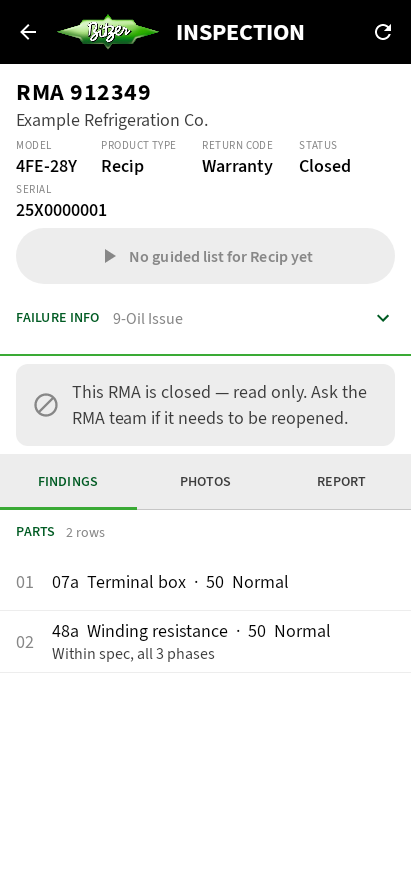 Bitzer INSPECTION
RMA 912349
Example Refrigeration Co.
MODEL PRODUCT TYPE RETURN CODE STATUS
4FE-28Y Recip Warranty Closed
SERIAL
25X0000001
No guided list for Recip yet
FAILURE INFO 9-Oil Issue
This RMA is closed — read only. Ask the
RMA team if it needs to be reopened.
FINDINGS PHOTOS REPORT
PARTS 2 rows
01 07a Terminal box · 50 Normal
02 48a Winding resistance · 50 Normal
Within spec, all 3 phases